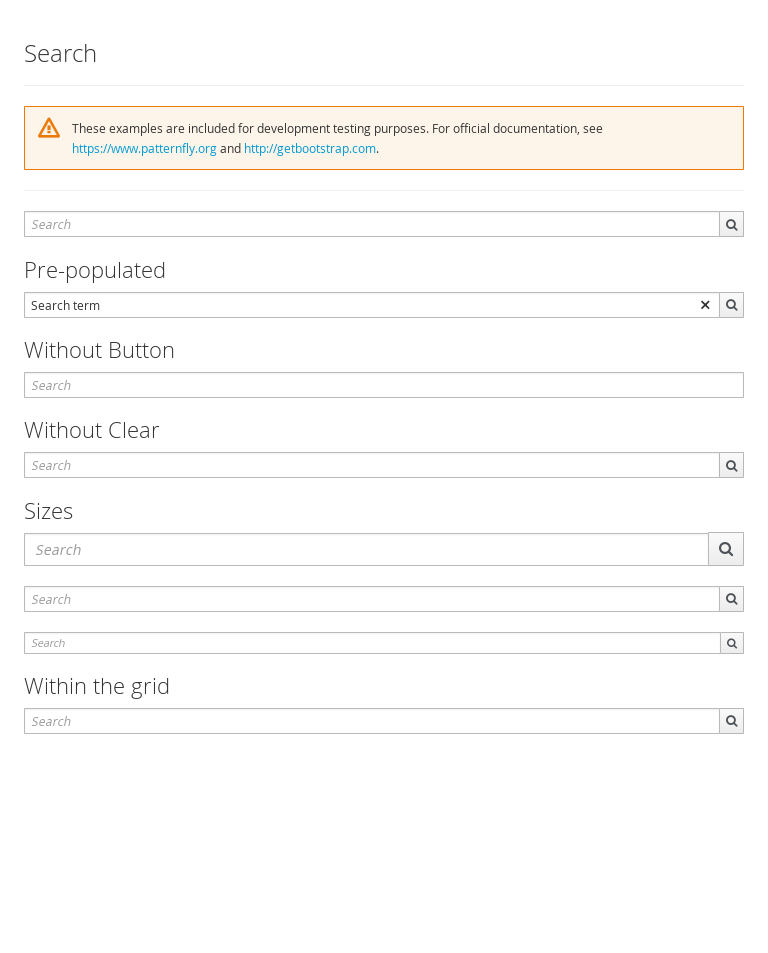 Search
These examples are included for development testing purposes. For official documentation, see
https://www.patternfly.org and http://getbootstrap.com.
Search
Pre-populated
Search term
Without Button
Search
Without Clear
Search
Sizes
Search
Search
Search
Within the grid
Search